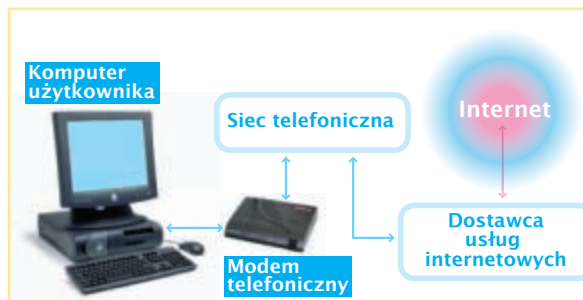 Komputer
użytkownika
Siec telefoniczna
Internet
Dostawca
usług
internetowych
Modem
telefoniczny